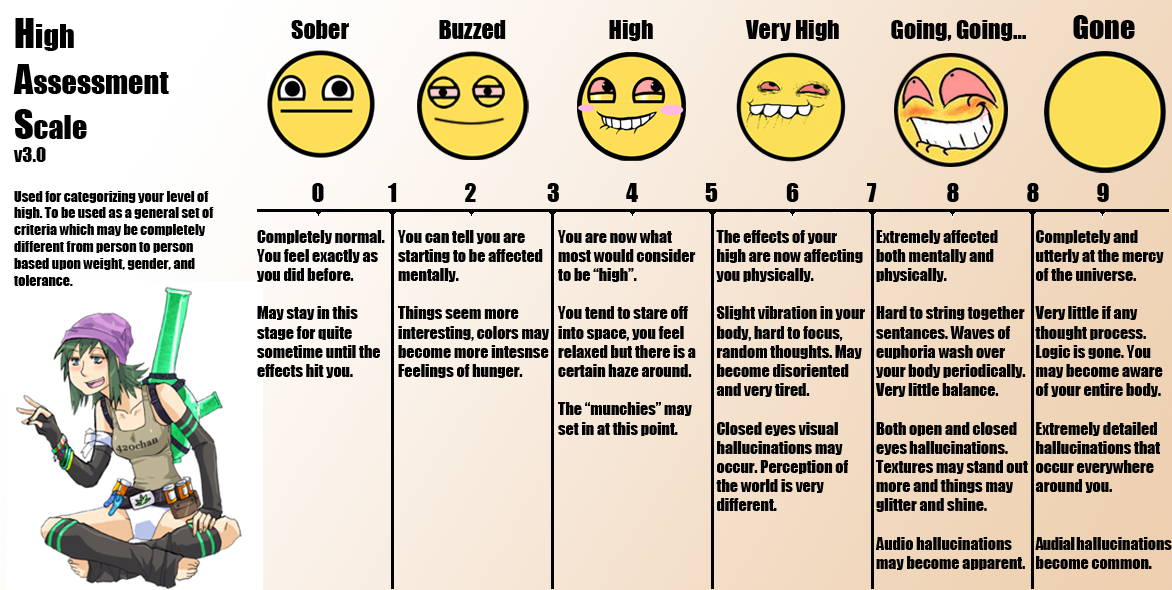 High
Assessment
Scale
v3.0
Used for categorizing your level of
high. To be used as a general set of
criteria which may be completely
different from person to person
based upon weight, gender, and
tolerance.
420chan
Sober
Buzzed
High
Very High
Going, Going...
Gone
0 1 2 3 4 5 6 7 8 8 9
Completely normal.
You feel exactly as
you did before.
May stay in this
stage for quite
sometime until the
effects hit you.
You can tell you are
starting to be affected
mentally.
Things seem more
interesting, colors may
become more intesnse
Feelings of hunger.
You are now what
most would consider
to be “high”.
You tend to stare off
into space, you feel
relaxed but there is a
certain haze around.
The “munchies” may
set in at this point.
The effects of your
high are now affecting
you physically.
Slight vibration in your
body, hard to focus,
random thoughts. May
become disoriented
and very tired.
Closed eyes visual
hallucinations may
occur. Perception of
the world is very
different.
Extremely affected
both mentally and
physically.
Hard to string together
sentances. Waves of
euphoria wash over
your body periodically.
Very little balance.
Both open and closed
eyes hallucinations.
Textures may stand out
more and things may
glitter and shine.
Audio hallucinations
may become apparent.
Completely and
utterly at the mercy
of the universe.
Very little if any
thought process.
Logic is gone. You
may become aware
of your entire body.
Extremely detailed
hallucinations that
occur everywhere
around you.
Audial hallucinations
become common.